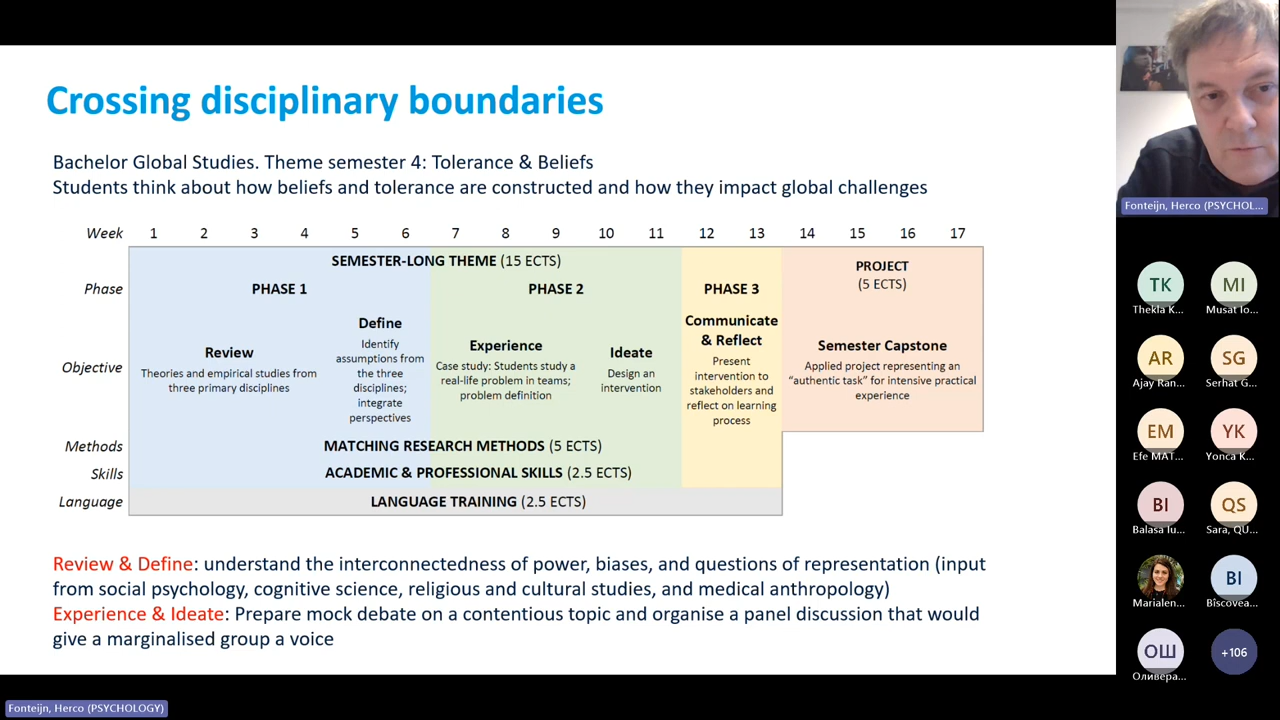 Crossing disciplinary boundaries
Bachelor Global Studies. Theme semester 4: Tolerance & Beliefs
Students think about how beliefs and tolerance are constructed and how they impact global challenges
Week 1 2 3 4 5 6 7 8 9 10 11 12 13 14 15 16 17
SEMESTER-LONG THEME (15 ECTS)
PROJECT
(5 ECTS)
Phase PHASE 1 PHASE 2 PHASE 3
Objective
Review
Theories and empirical studies from
three primary disciplines
Define
Identify
assumptions from
the three
disciplines;
integrate
perspectives
Experience
Case study: Students study a
real-life problem in teams;
problem definition
Ideate
Design an
intervention
Communicate
& Reflect
Present
intervention to
stakeholders and
reflect on learning
process
Semester Capstone
Applied project representing an
“authentic task” for intensive practical
experience
Methods MATCHING RESEARCH METHODS (5 ECTS)
Skills ACADEMIC & PROFESSIONAL SKILLS (2.5 ECTS)
Language LANGUAGE TRAINING (2.5 ECTS)
Review & Define: understand the interconnectedness of power, biases, and questions of representation (input
from social psychology, cognitive science, religious and cultural studies, and medical anthropology)
Experience & Ideate: Prepare mock debate on a contentious topic and organise a panel discussion that would
give a marginalised group a voice
Fonteijn, Herco (PSYCHOLOGY)
Fonteijn, Herco (PSYCHOL...
TK MI
Thekla K... Musat Io...
AR SG
Ajay Ran... Serhat G...
EM YK
Efe MAT... Yonca K...
BI QS
Balasa Iu... Sara, QU...
BI
Marialen... Bîscovea...
ОШ +106
Оливера...